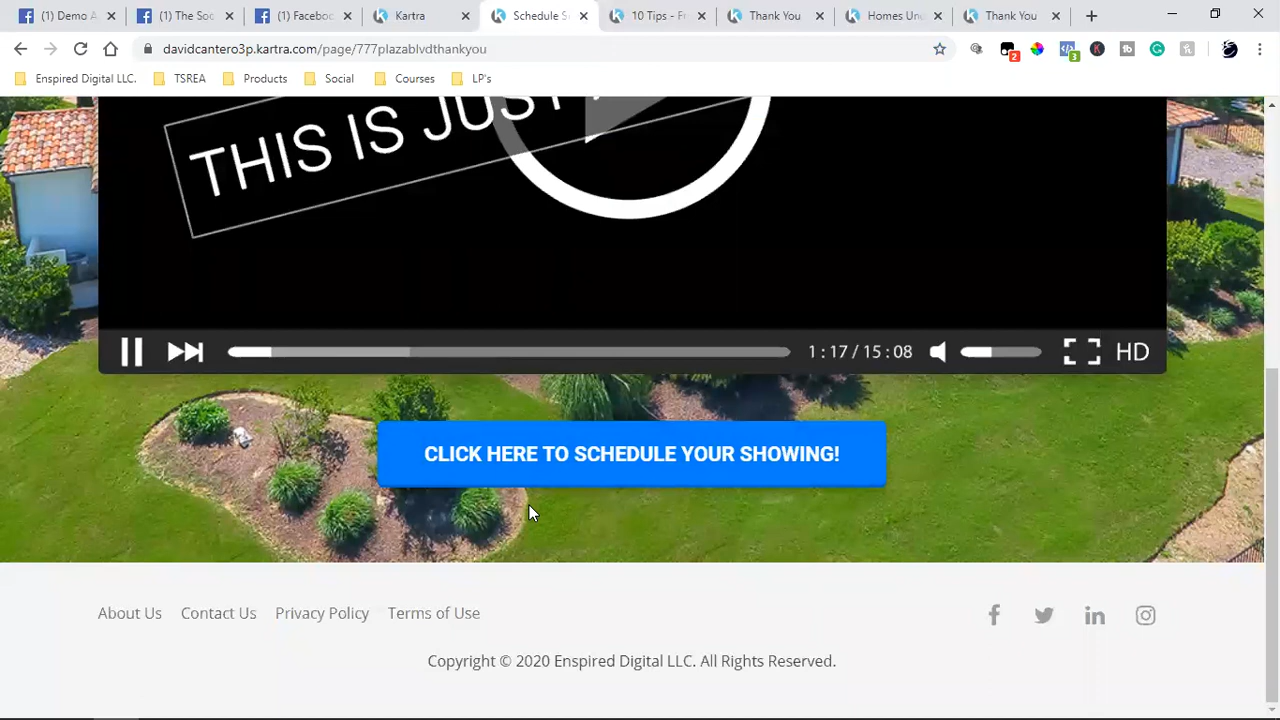 (1) Demo A
(1) The Soc
(1) Faceboo
Kartra
Schedule S
10 Tips - Fr
Thank You
Homes Und
Thank You
davidcantero3p.kartra.com/page/777plazablvdthankyou
2
3
Enspired Digital LLC.
TSREA
Products
Social
Courses
LP's
THIS IS JUST
1:17 / 15:08
HD
CLICK HERE TO SCHEDULE YOUR SHOWING!
About Us
Contact Us
Privacy Policy
Terms of Use
Copyright © 2020 Enspired Digital LLC. All Rights Reserved.